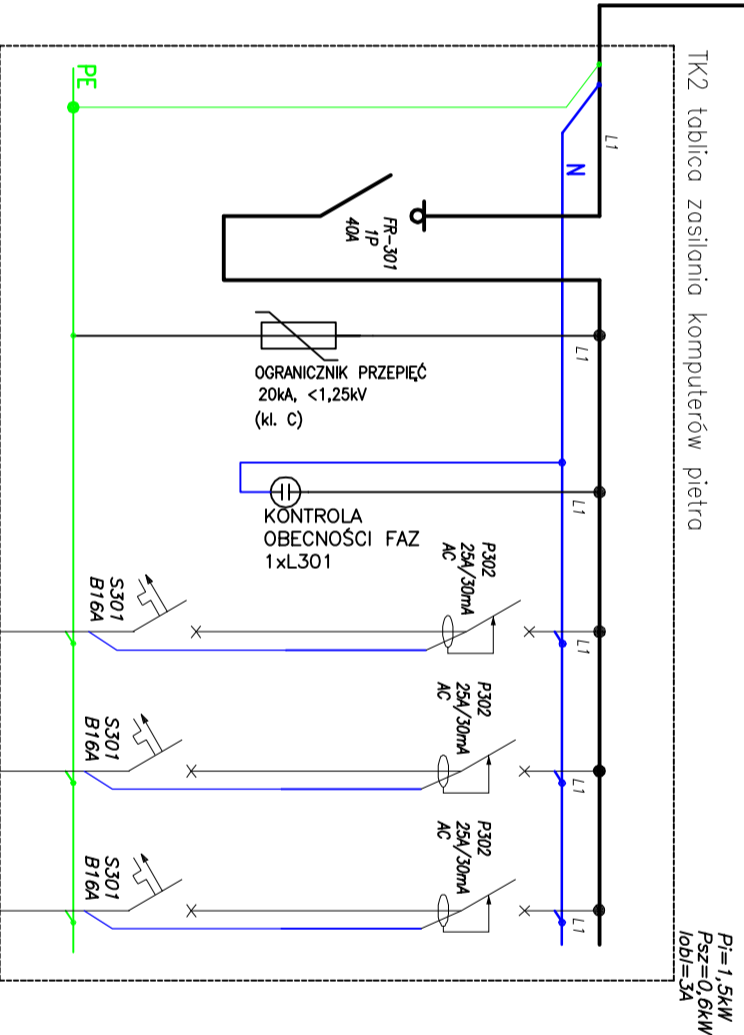 TK2 tablica zasilania komputerów pietra
Pi=1,5kW
Psz=0,6kW
Iobl=3A
PE
N
L1
FR-301
1P
40A
L1
OGRANICZNIK PRZEPIĘĆ
20kA, <1,25kV
(kl. C)
L1
KONTROLA
OBECNOŚCI FAZ
1xL301
P302
25A/30mA
AC
L1
S301
B16A
P302
25A/30mA
AC
L1
S301
B16A
P302
25A/30mA
AC
L1
S301
B16A